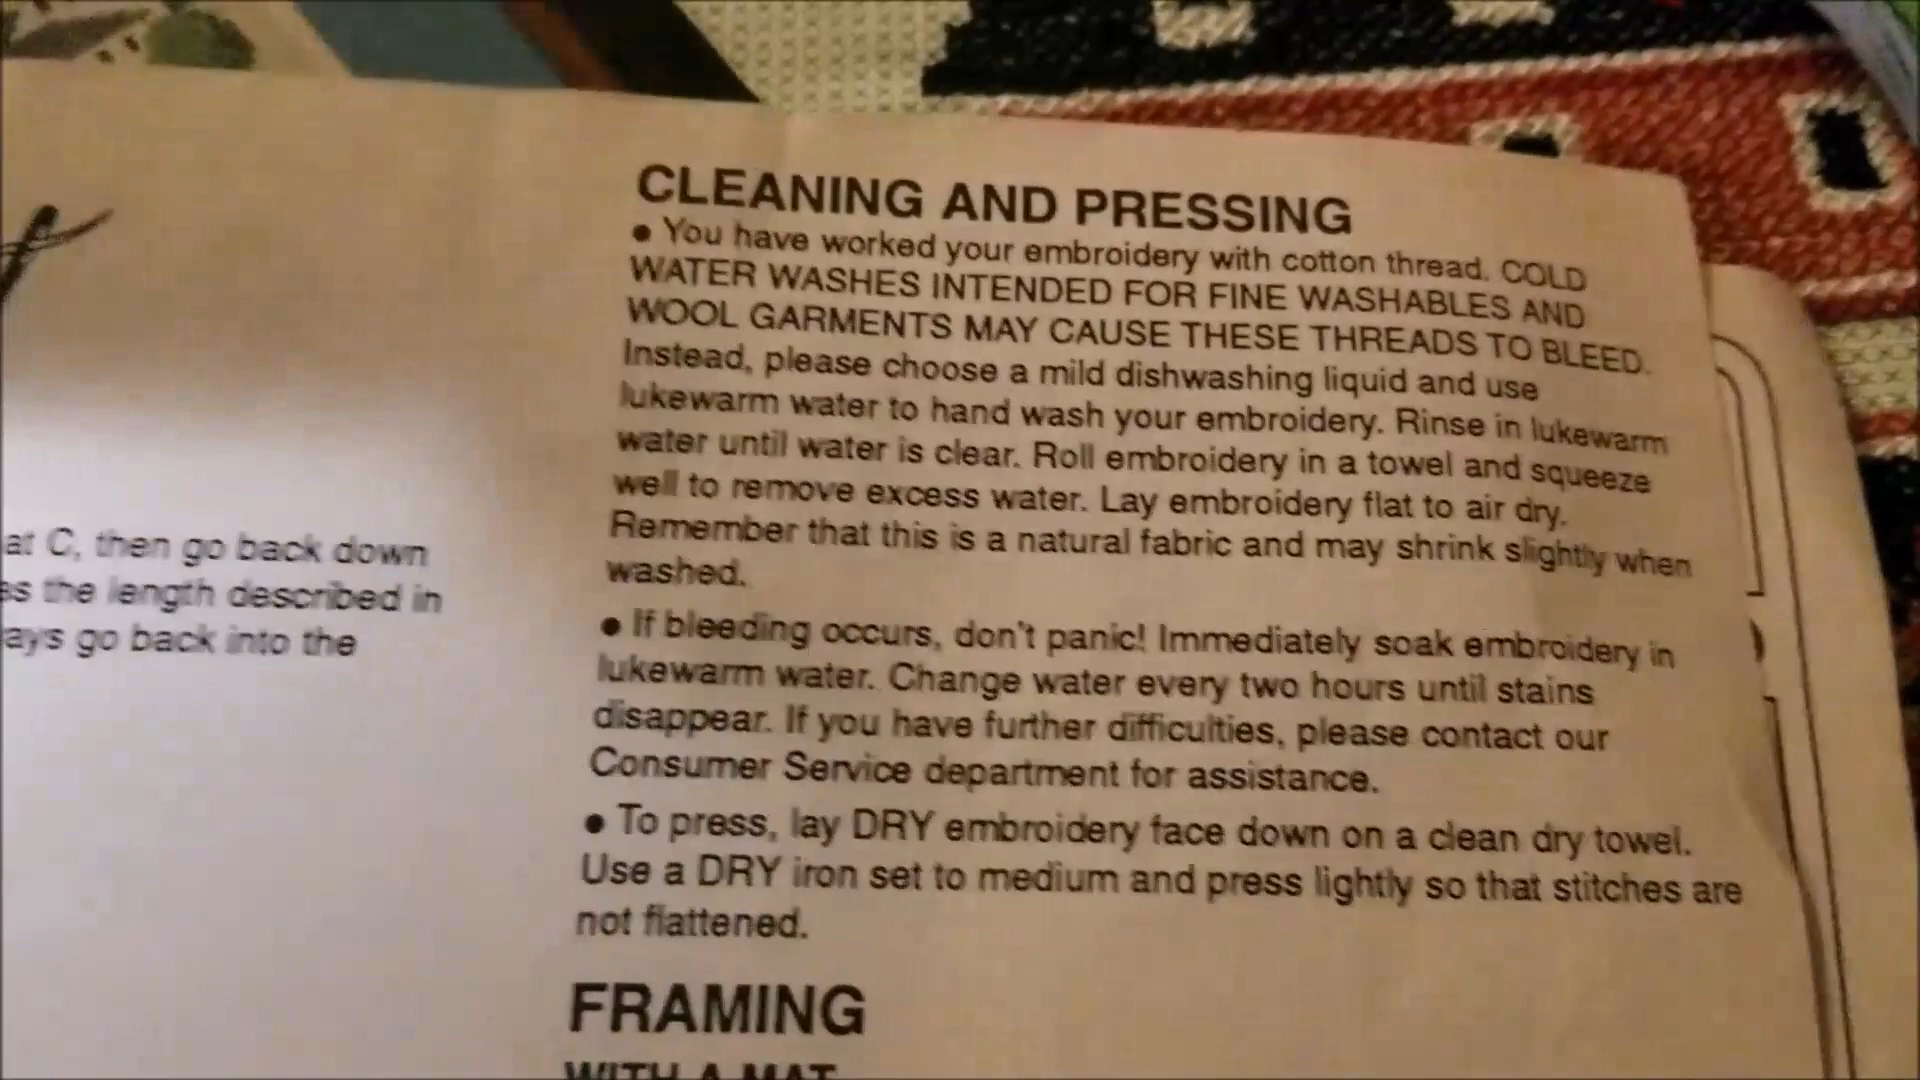 at C, then go back down
the length described in
go back into the
CLEANING AND PRESSING
● You have worked your embroidery with cotton thread. COLD
WATER WASHES INTENDED FOR FINE WASHABLES AND
WOOL GARMENTS MAY CAUSE THESE THREADS TO BLEED.
Instead, please choose a mild dishwashing liquid and use
lukewarm water to hand wash your embroidery. Rinse in lukewarm
water until water is clear. Roll embroidery in a towel and squeeze
well to remove excess water. Lay embroidery flat to air dry.
Remember that this is a natural fabric and may shrink slightly when
washed.
● If bleeding occurs, don't panic! Immediately soak embroidery in
lukewarm water. Change water every two hours until stains
disappear. If you have further difficulties, please contact our
Consumer Service department for assistance.
● To press, lay DRY embroidery face down on a clean dry towel.
Use a DRY iron set to medium and press lightly so that stitches are
not flattened.
FRAMING
WITH A MAT